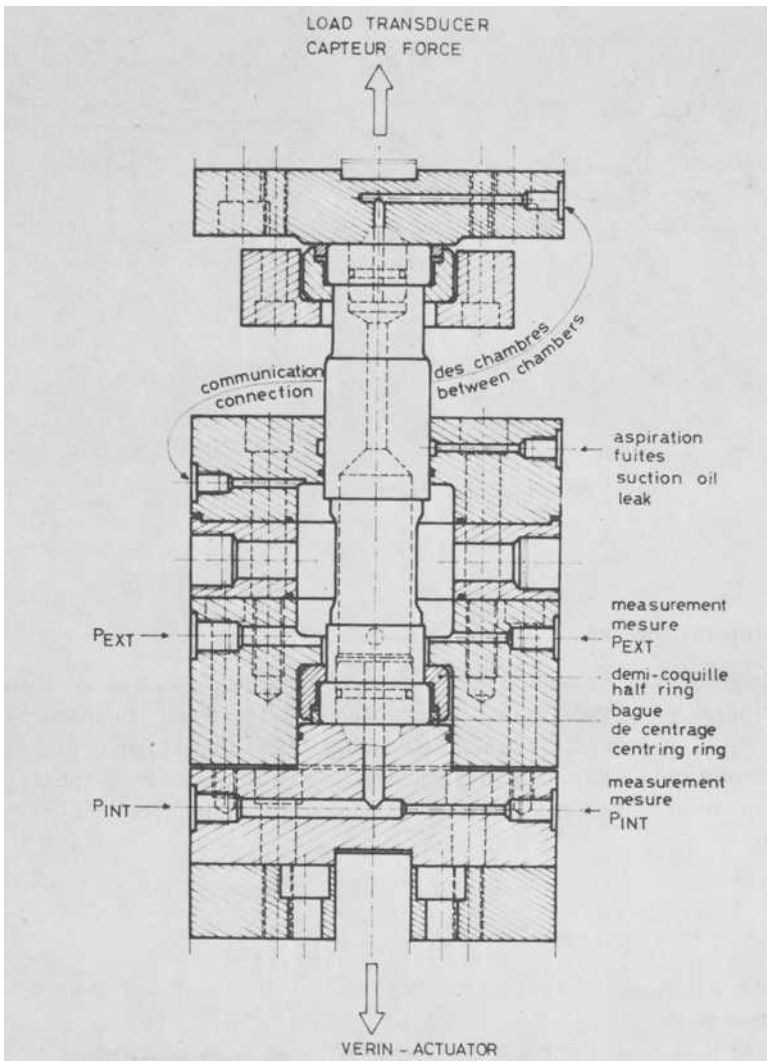 LOAD TRANSDUCER
CAPTEUR FORCE
communication
connection
des chambres
between chambers
aspiration
fuites
suction oil
leak
PEXT
measurement
mesure
PEXT
demi-coquille
half ring
bague
de centrage
centring ring
PINT
measurement
mesure
PINT
VERIN - ACTUATOR